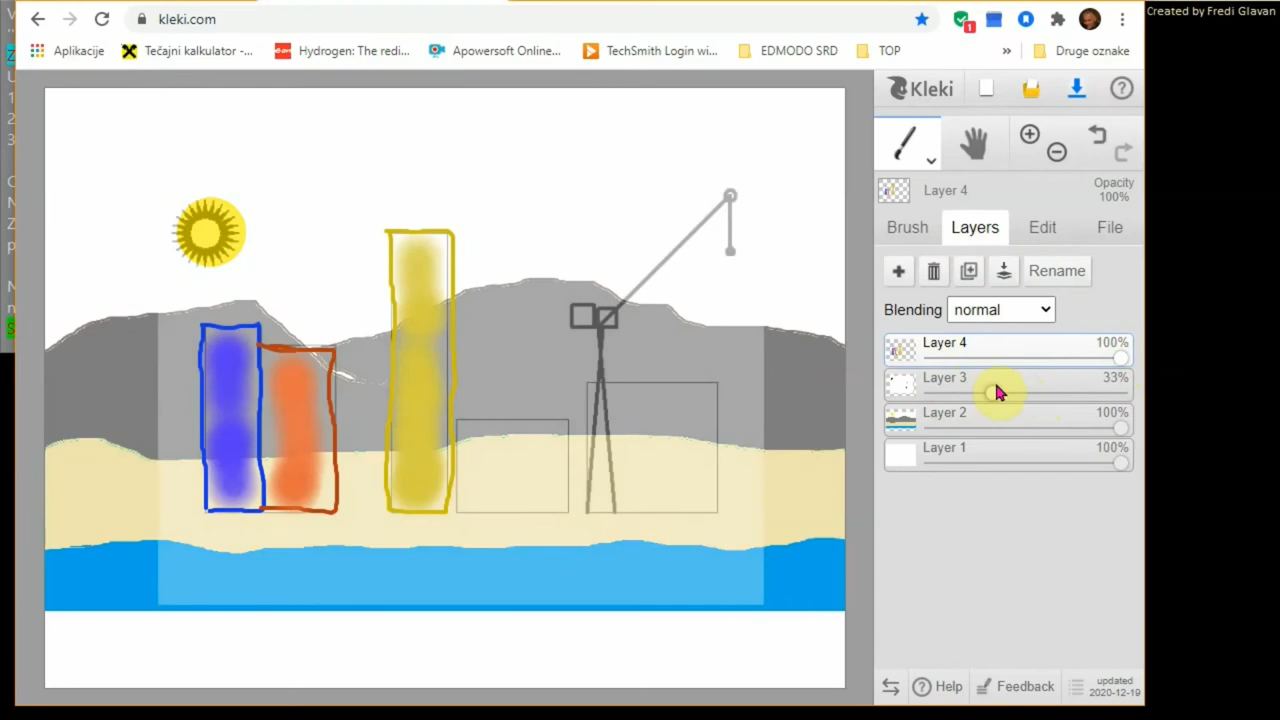 Created by Fredi Glavan
kleki.com
1
Aplikacije
Tečajni kalkulator -...
Hydrogen: The redi...
Apowersoft Online...
TechSmith Login wi...
EDMODO SRD
TOP
»
Druge oznake
Kleki
Layer 4
Opacity
100%
Brush
Layers
Edit
File
Rename
Blending
normal
Layer 4
100%
Layer 3
33%
Layer 2
100%
Layer 1
100%
Help
Feedback
updated
2020-12-19